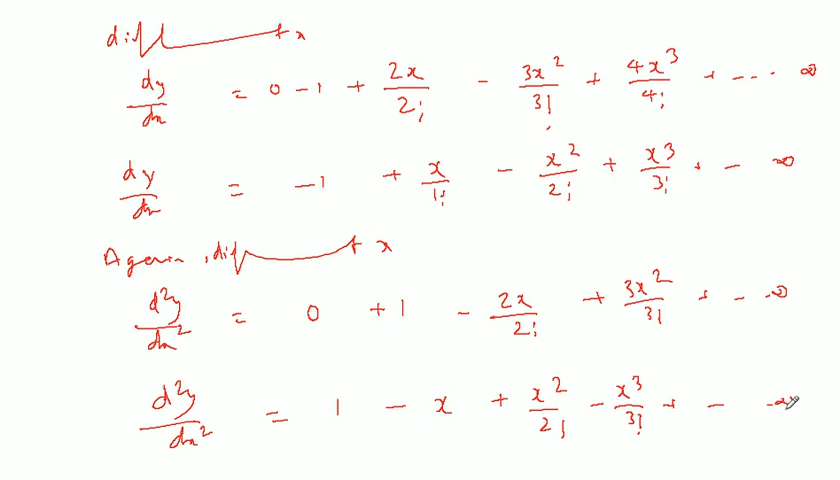 diff x
dy/dx = 0 - 1 + 2x/2! - 3x²/3! + 4x³/4! + --- ∞
dy/dx = -1 + x/1! - x²/2! + x³/3! + - ∞
Again, diff x
d²y/dx² = 0 + 1 - 2x/2! + 3x²/3! + - - ∞
d²y/dx² = 1 - x + x²/2! - x³/3! + - - ∞